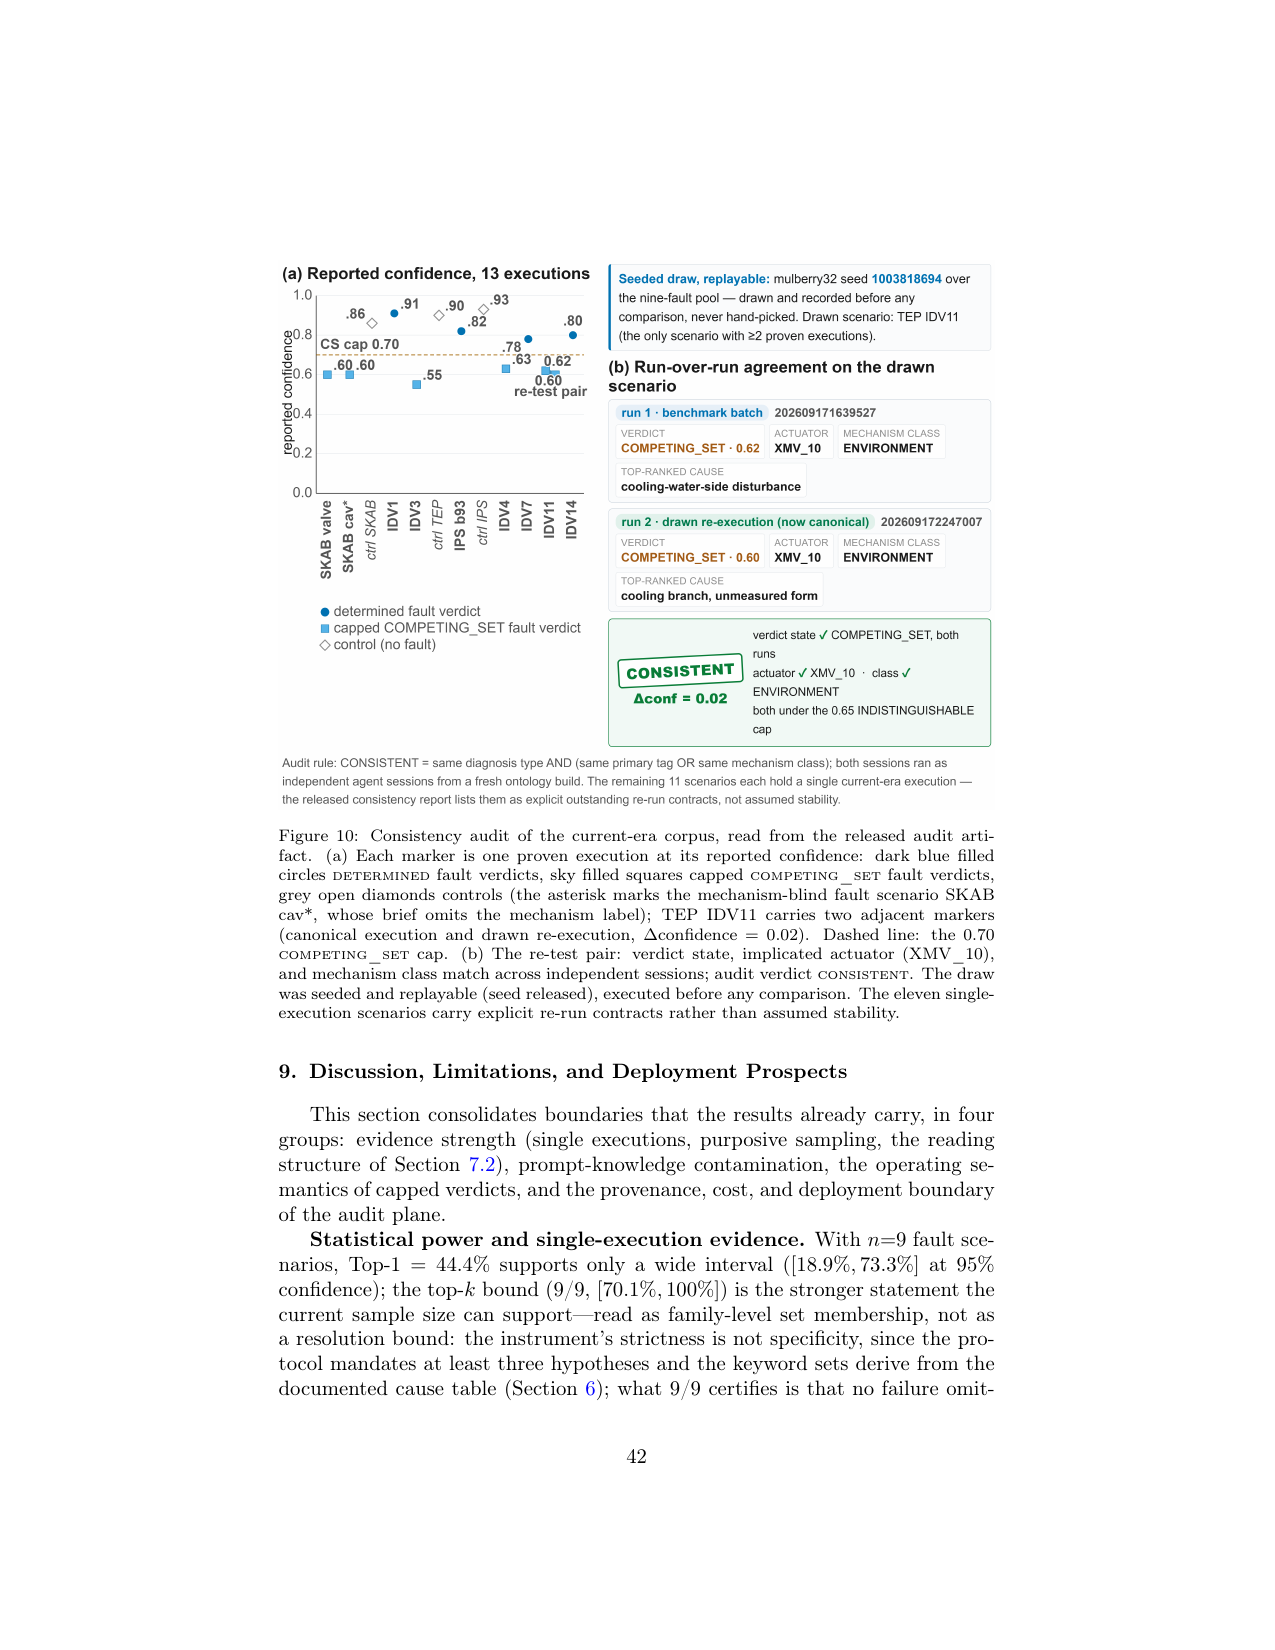 (a) Reported confidence, 13 executions
reported confidence
1.0
0.8
0.6
0.4
0.2
0.0
.86
.91
.90
.93
.82
.80
.78
CS cap 0.70
.60
.60
.55
.63
0.62
0.60
re-test pair
SKAB valve
SKAB cav*
ctrl SKAB
IDV1
IDV3
ctrl TEP
IPS b93
ctrl IPS
IDV4
IDV7
IDV11
IDV14
determined fault verdict
capped COMPETING_SET fault verdict
control (no fault)
Seeded draw, replayable: mulberry32 seed 1003818694 over
the nine-fault pool — drawn and recorded before any
comparison, never hand-picked. Drawn scenario: TEP IDV11
(the only scenario with ≥2 proven executions).
(b) Run-over-run agreement on the drawn
scenario
run 1 · benchmark batch 202609171639527
VERDICT ACTUATOR MECHANISM CLASS
COMPETING_SET · 0.62 XMV_10 ENVIRONMENT
TOP-RANKED CAUSE
cooling-water-side disturbance
run 2 · drawn re-execution (now canonical) 202609172247007
VERDICT ACTUATOR MECHANISM CLASS
COMPETING_SET · 0.60 XMV_10 ENVIRONMENT
TOP-RANKED CAUSE
cooling branch, unmeasured form
CONSISTENT
Δconf = 0.02
verdict state ✓ COMPETING_SET, both
runs
actuator ✓ XMV_10 · class ✓
ENVIRONMENT
both under the 0.65 INDISTINGUISHABLE
cap
Audit rule: CONSISTENT = same diagnosis type AND (same primary tag OR same mechanism class); both sessions ran as
independent agent sessions from a fresh ontology build. The remaining 11 scenarios each hold a single current-era execution —
the released consistency report lists them as explicit outstanding re-run contracts, not assumed stability.
Figure 10: Consistency audit of the current-era corpus, read from the released audit arti-
fact. (a) Each marker is one proven execution at its reported confidence: dark blue filled
circles DETERMINED fault verdicts, sky filled squares capped COMPETING_SET fault verdicts,
grey open diamonds controls (the asterisk marks the mechanism-blind fault scenario SKAB
cav*, whose brief omits the mechanism label); TEP IDV11 carries two adjacent markers
(canonical execution and drawn re-execution, Δconfidence = 0.02). Dashed line: the 0.70
COMPETING_SET cap. (b) The re-test pair: verdict state, implicated actuator (XMV_10),
and mechanism class match across independent sessions; audit verdict CONSISTENT. The draw
was seeded and replayable (seed released), executed before any comparison. The eleven single-
execution scenarios carry explicit re-run contracts rather than assumed stability.
9. Discussion, Limitations, and Deployment Prospects
This section consolidates boundaries that the results already carry, in four
groups: evidence strength (single executions, purposive sampling, the reading
structure of Section 7.2), prompt-knowledge contamination, the operating se-
mantics of capped verdicts, and the provenance, cost, and deployment boundary
of the audit plane.
Statistical power and single-execution evidence. With n=9 fault sce-
narios, Top-1 = 44.4% supports only a wide interval ([18.9%, 73.3%] at 95%
confidence); the top-k bound (9/9, [70.1%, 100%]) is the stronger statement the
current sample size can support—read as family-level set membership, not as
a resolution bound: the instrument's strictness is not specificity, since the pro-
tocol mandates at least three hypotheses and the keyword sets derive from the
documented cause table (Section 6); what 9/9 certifies is that no failure omit-
42